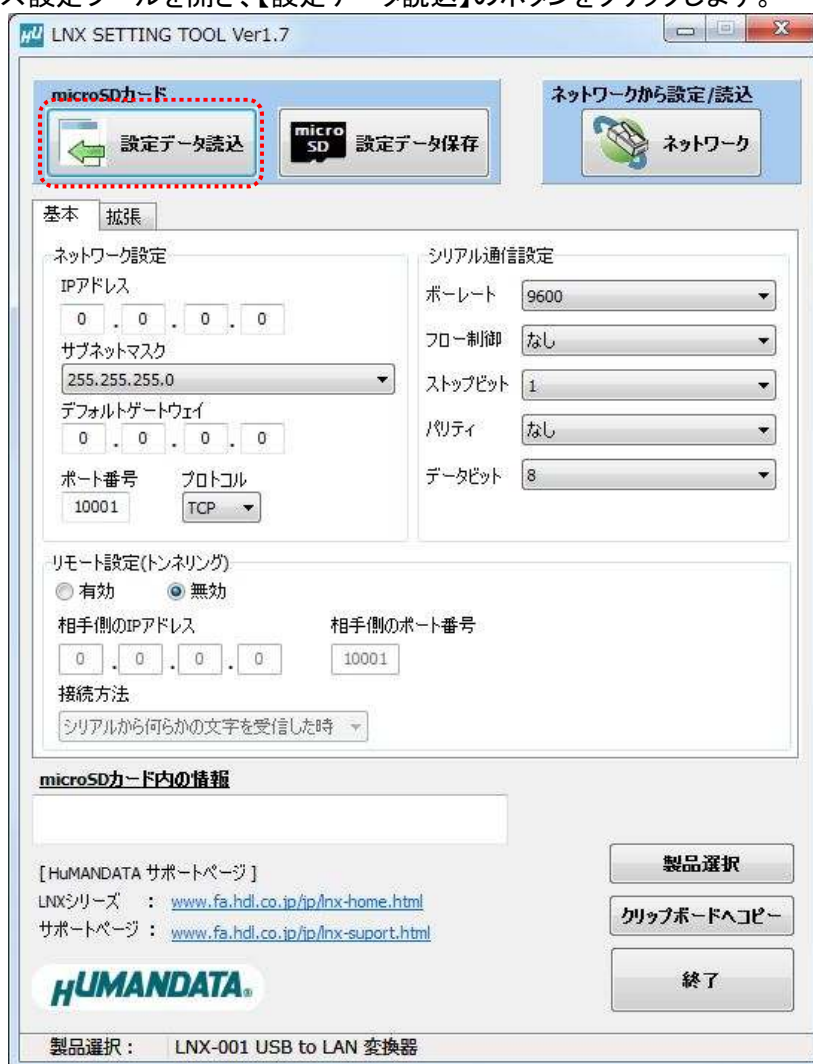 ス設定ツールを開き、【設定データ読込】のボタンをクリックします。
LNX SETTING TOOL Ver1.7
microSDカード
ネットワークから設定/読込
設定データ読込
micro SD 設定データ保存
ネットワーク
基本 拡張
ネットワーク設定
IPアドレス
0 . 0 . 0 . 0
サブネットマスク
255.255.255.0
デフォルトゲートウェイ
0 . 0 . 0 . 0
ポート番号 プロトコル
10001 TCP
シリアル通信設定
ボーレート 9600
フロー制御 なし
ストップビット 1
パリティ なし
データビット 8
リモート設定(トンネリング)
有効 無効
相手側のIPアドレス 相手側のポート番号
0 . 0 . 0 . 0 10001
接続方法
シリアルから何らかの文字を受信した時
microSDカード内の情報
[HuMANDATA サポートページ]
LNXシリーズ : www.fa.hdl.co.jp/jp/lnx-home.html
サポートページ : www.fa.hdl.co.jp/jp/lnx-suport.html
HUMANDATA®
製品選択
クリップボードへコピー
終了
製品選択 : LNX-001 USB to LAN 変換器